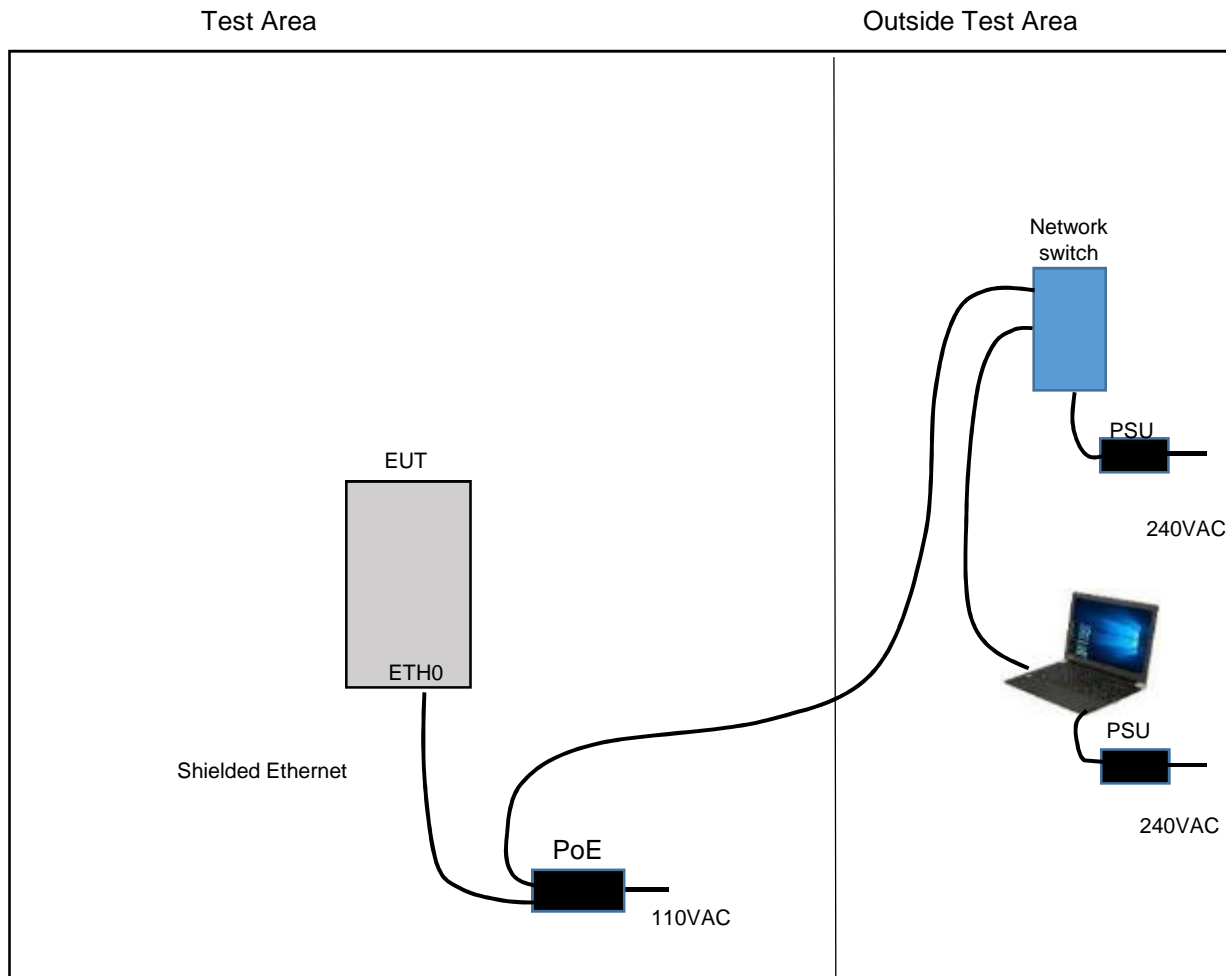 Test Area
Outside Test Area
Network
switch
PSU
240VAC
EUT
ETH0
PSU
240VAC
Shielded Ethernet
PoE
110VAC